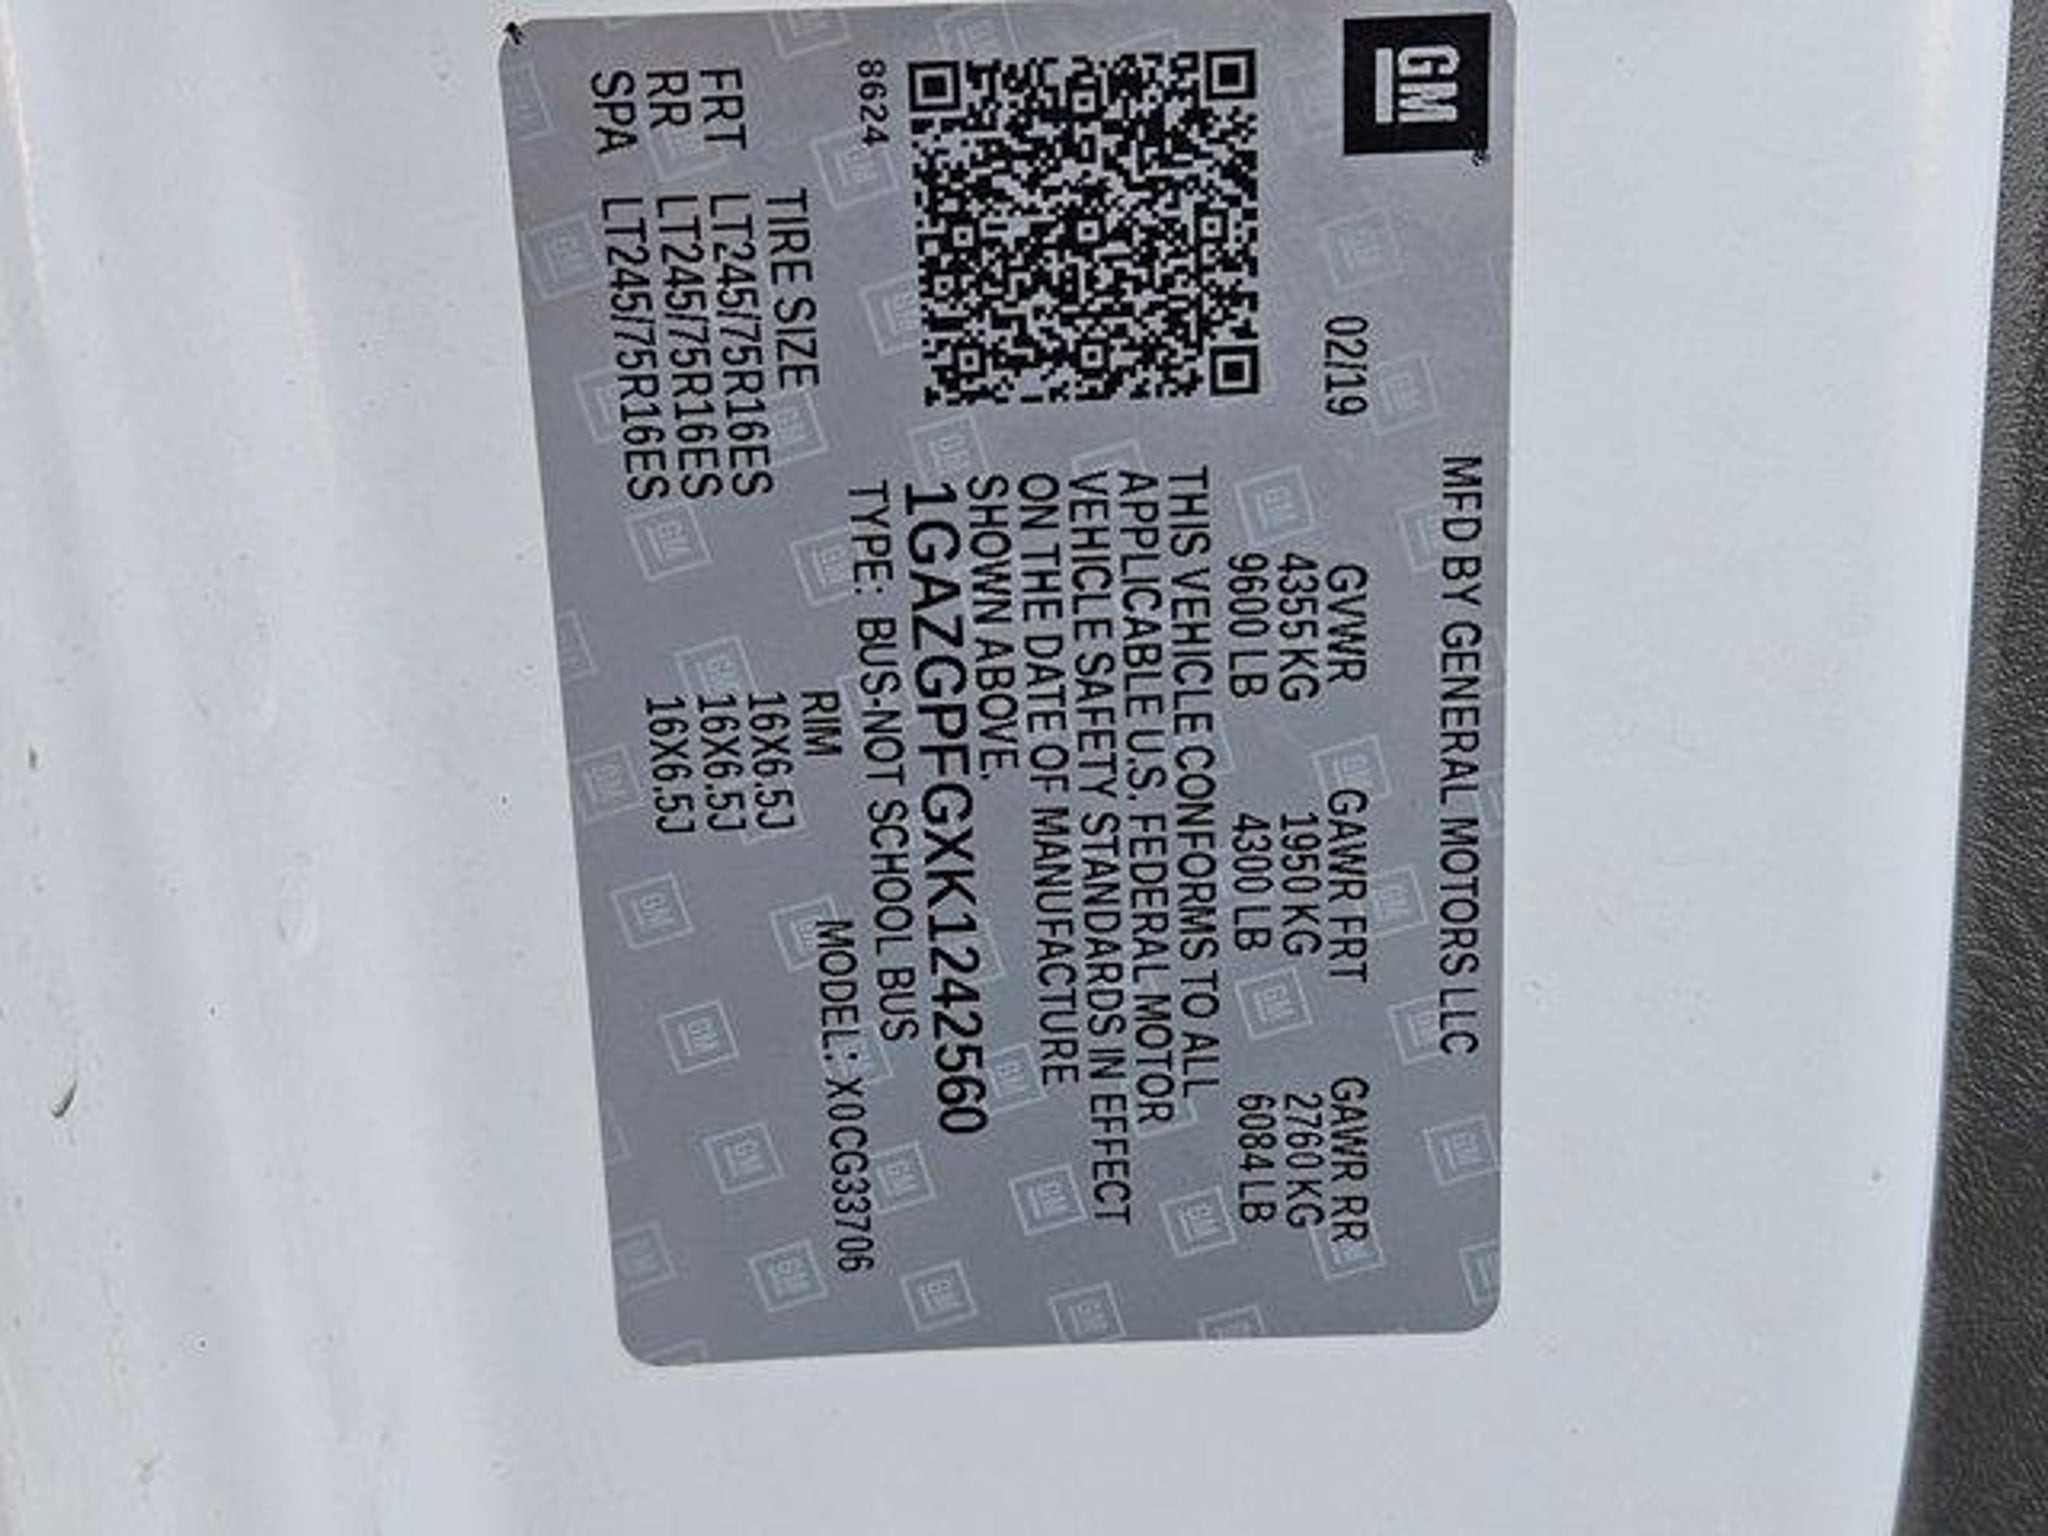 GM
MFD BY GENERAL MOTORS LLC
02/19 GVWR GAWR FRT GAWR RR
4355 KG 1950 KG 2760 KG
9600 LB 4300 LB 6084 LB
THIS VEHICLE CONFORMS TO ALL
APPLICABLE U.S. FEDERAL MOTOR
VEHICLE SAFETY STANDARDS IN EFFECT
ON THE DATE OF MANUFACTURE
SHOWN ABOVE.
1GAZGPFGXK1242560
8624 TYPE: BUS-NOT SCHOOL BUS
MODEL: X0CG33706
TIRE SIZE RIM
FRT LT245/75R16ES 16X6.5J
RR LT245/75R16ES 16X6.5J
SPA LT245/75R16ES 16X6.5J